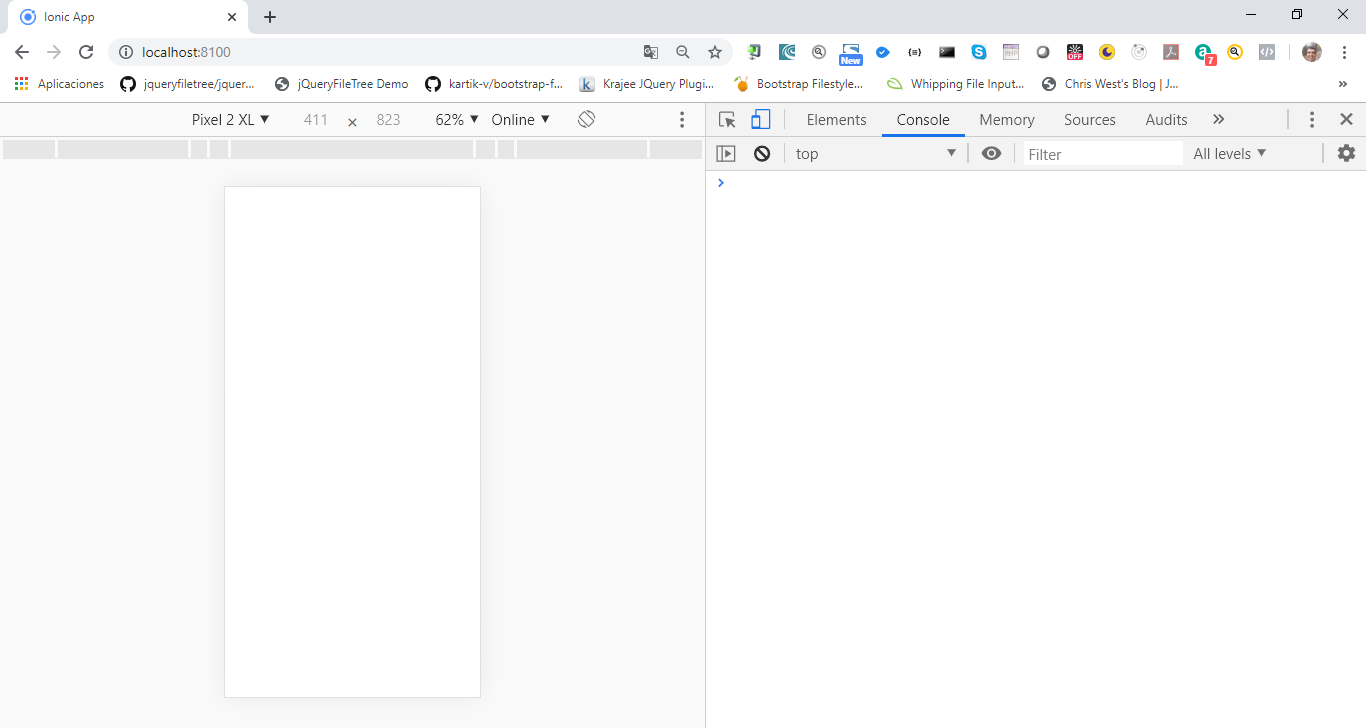 Ionic App
localhost:8100
New
OFF
7
Aplicaciones jqueryfiletree/jquer... jQueryFileTree Demo kartik-v/bootstrap-f... Krajee JQuery Plugi... Bootstrap Filestyle... Whipping File Input... Chris West's Blog | J... »
Pixel 2 XL ▼ 411 × 823 62% ▼ Online ▼
Elements Console Memory Sources Audits »
top ▼ Filter All levels ▼